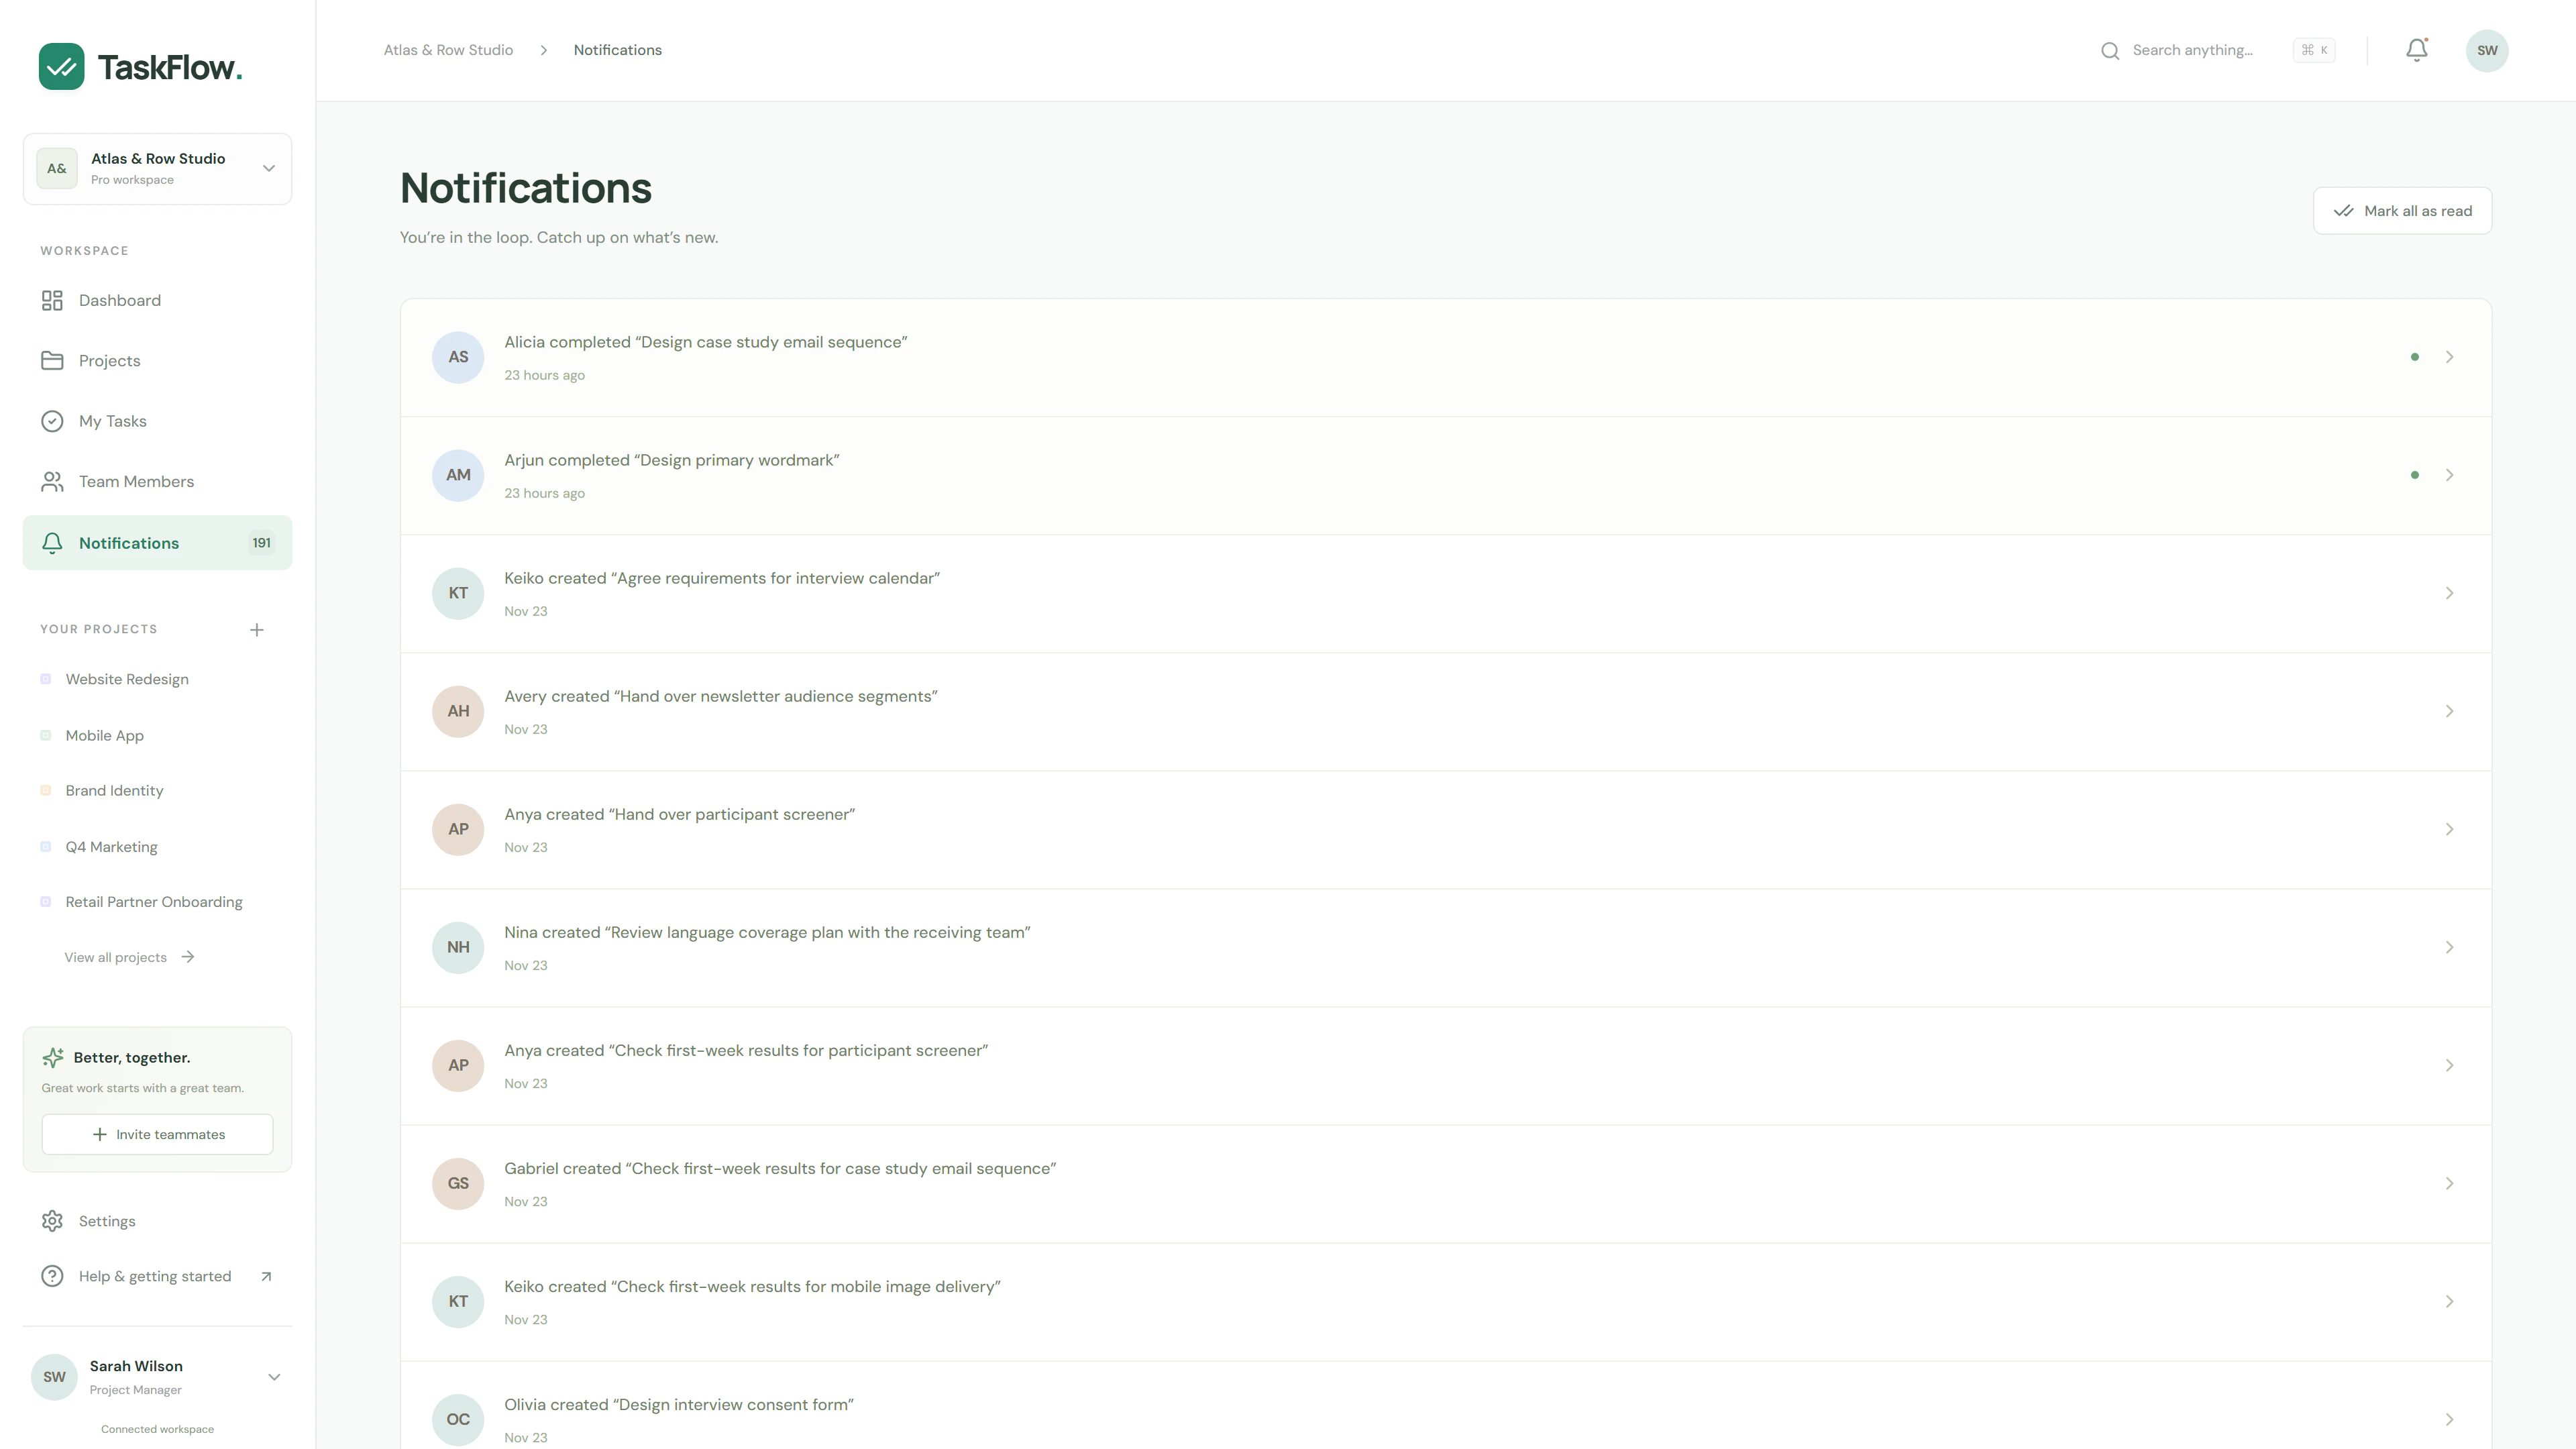 TaskFlow.
A&
Atlas & Row Studio
Pro workspace
WORKSPACE
Dashboard
Projects
My Tasks
Team Members
Notifications 191
YOUR PROJECTS
Website Redesign
Mobile App
Brand Identity
Q4 Marketing
Retail Partner Onboarding
View all projects
Better, together.
Great work starts with a great team.
Invite teammates
Settings
Help & getting started
SW
Sarah Wilson
Project Manager
Connected workspace
Atlas & Row Studio Notifications
Search anything... ⌘ K
SW
Notifications
You’re in the loop. Catch up on what’s new.
Mark all as read
AS
Alicia completed “Design case study email sequence”
23 hours ago
AM
Arjun completed “Design primary wordmark”
23 hours ago
KT
Keiko created “Agree requirements for interview calendar”
Nov 23
AH
Avery created “Hand over newsletter audience segments”
Nov 23
AP
Anya created “Hand over participant screener”
Nov 23
NH
Nina created “Review language coverage plan with the receiving team”
Nov 23
AP
Anya created “Check first-week results for participant screener”
Nov 23
GS
Gabriel created “Check first-week results for case study email sequence”
Nov 23
KT
Keiko created “Check first-week results for mobile image delivery”
Nov 23
OC
Olivia created “Design interview consent form”
Nov 23